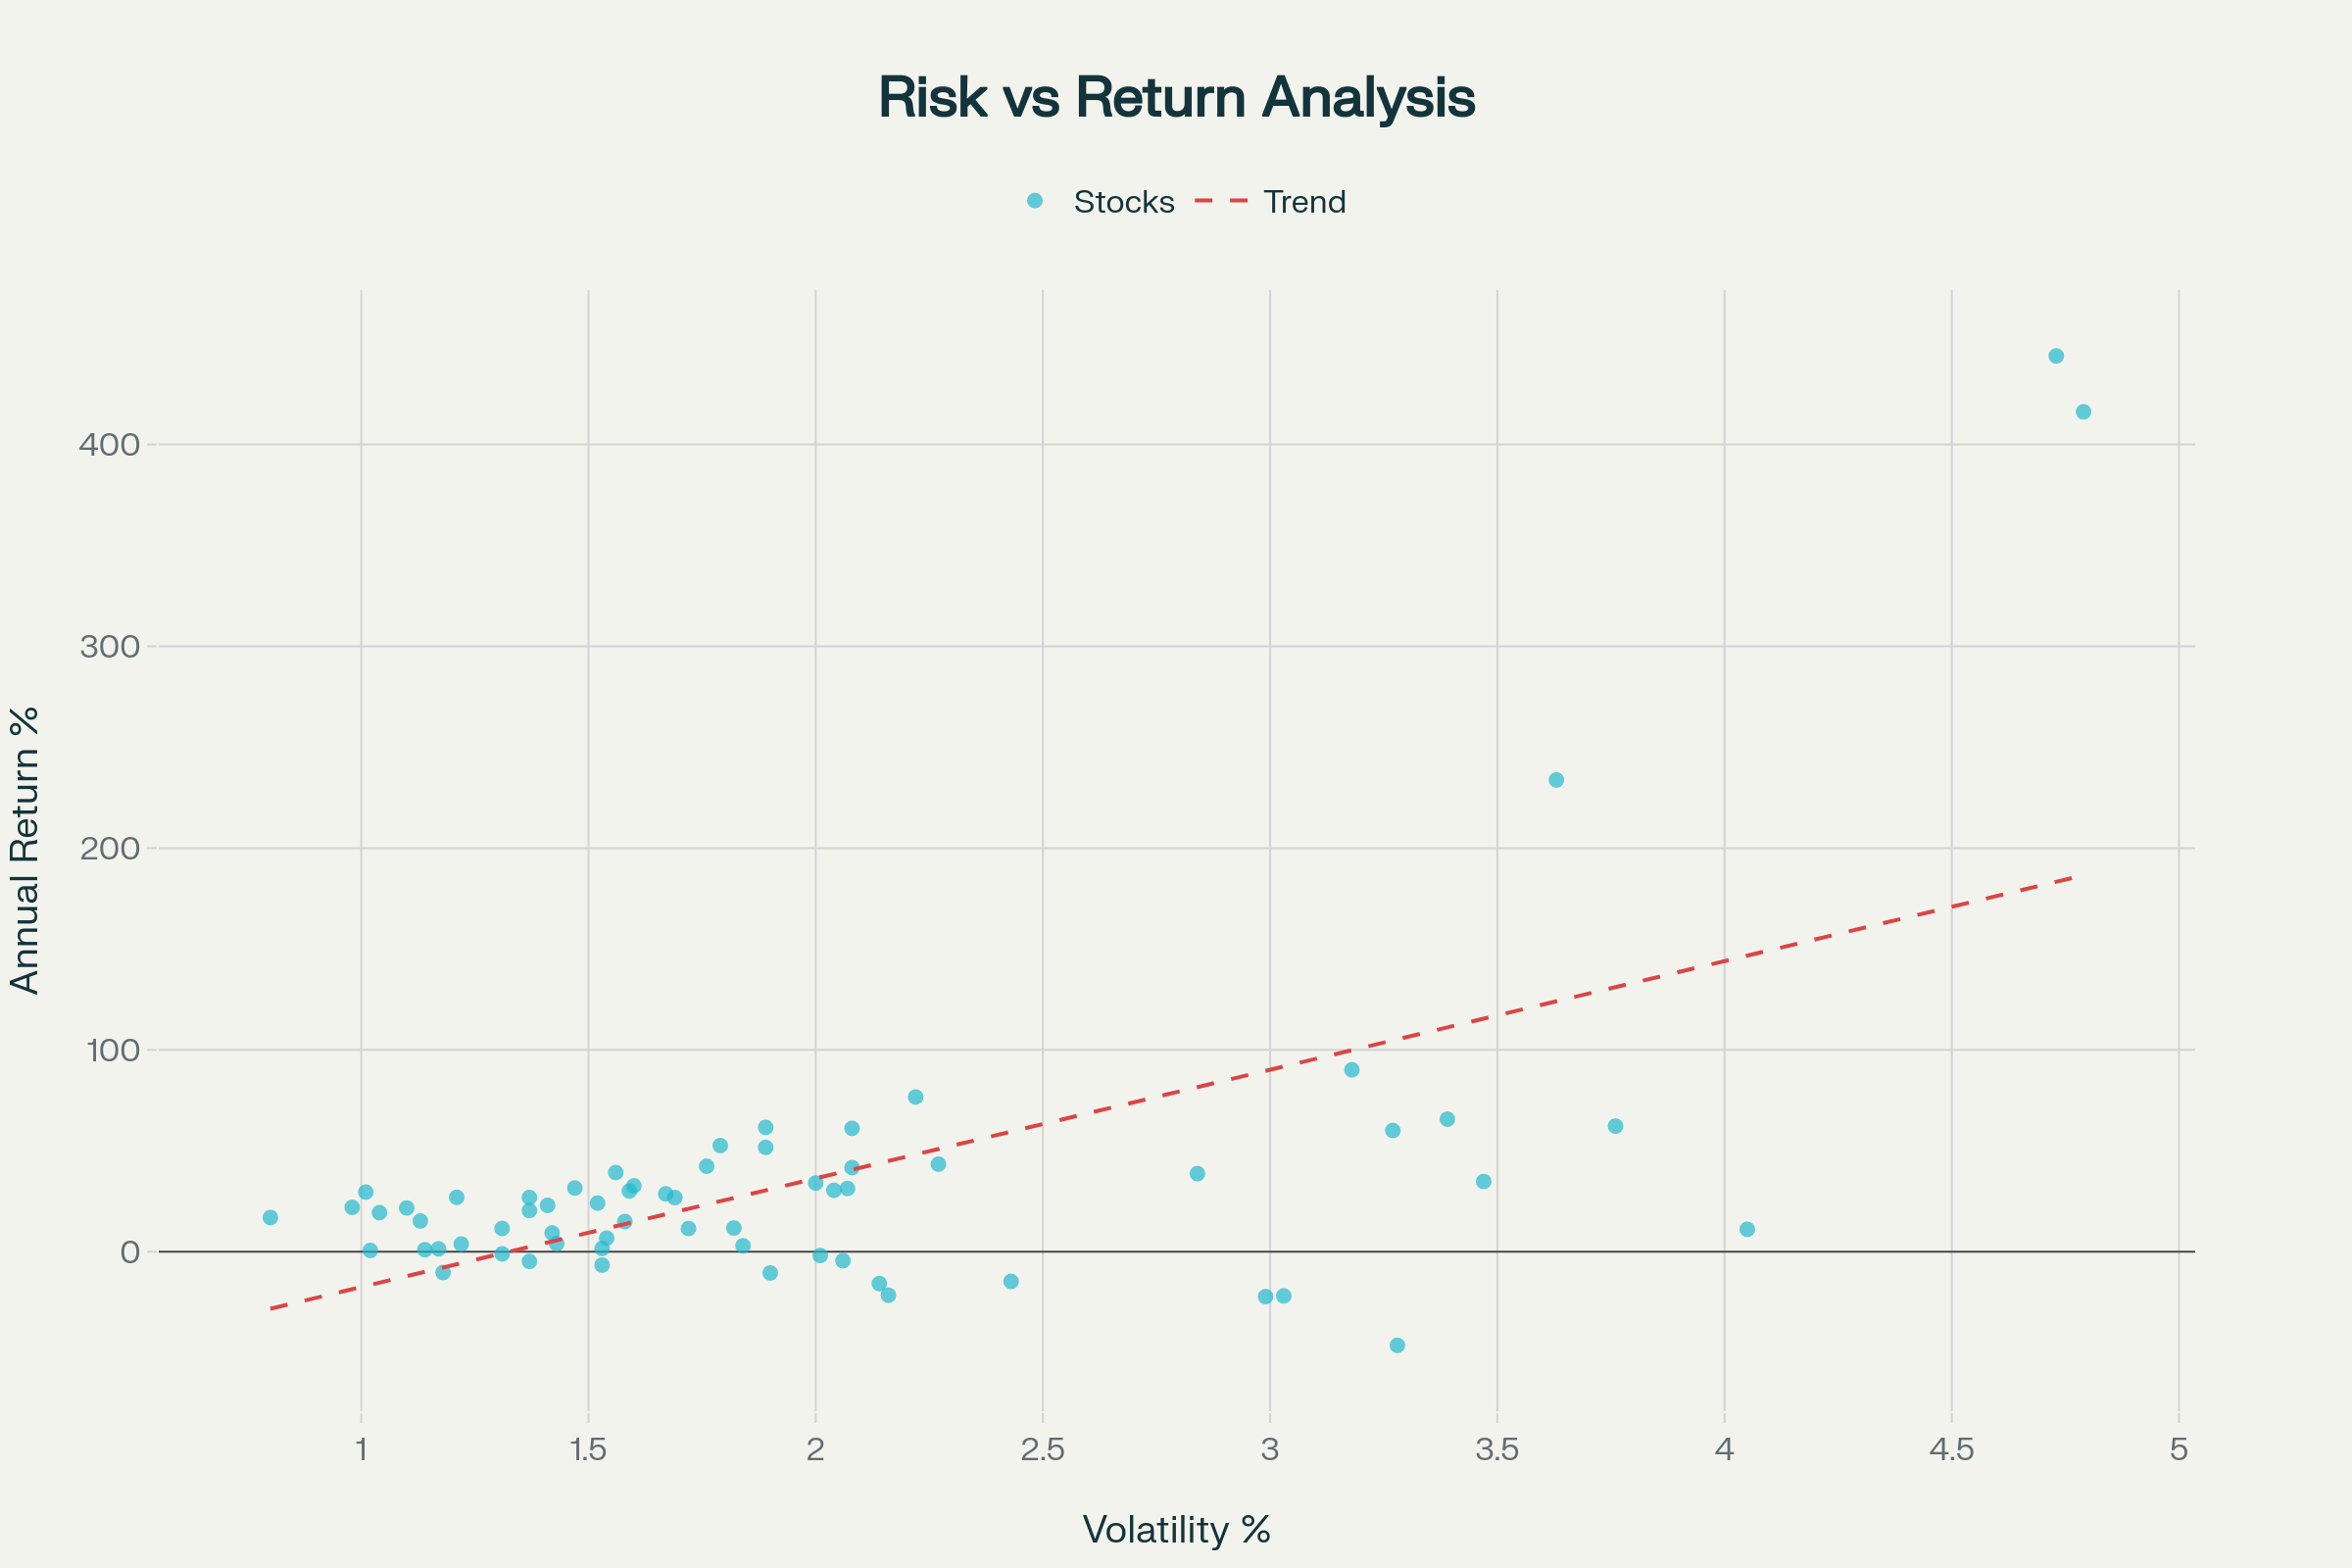 Risk vs Return Analysis
Stocks Trend
Annual Return %
400
300
200
100
0
1 1.5 2 2.5 3 3.5 4 4.5 5
Volatility %